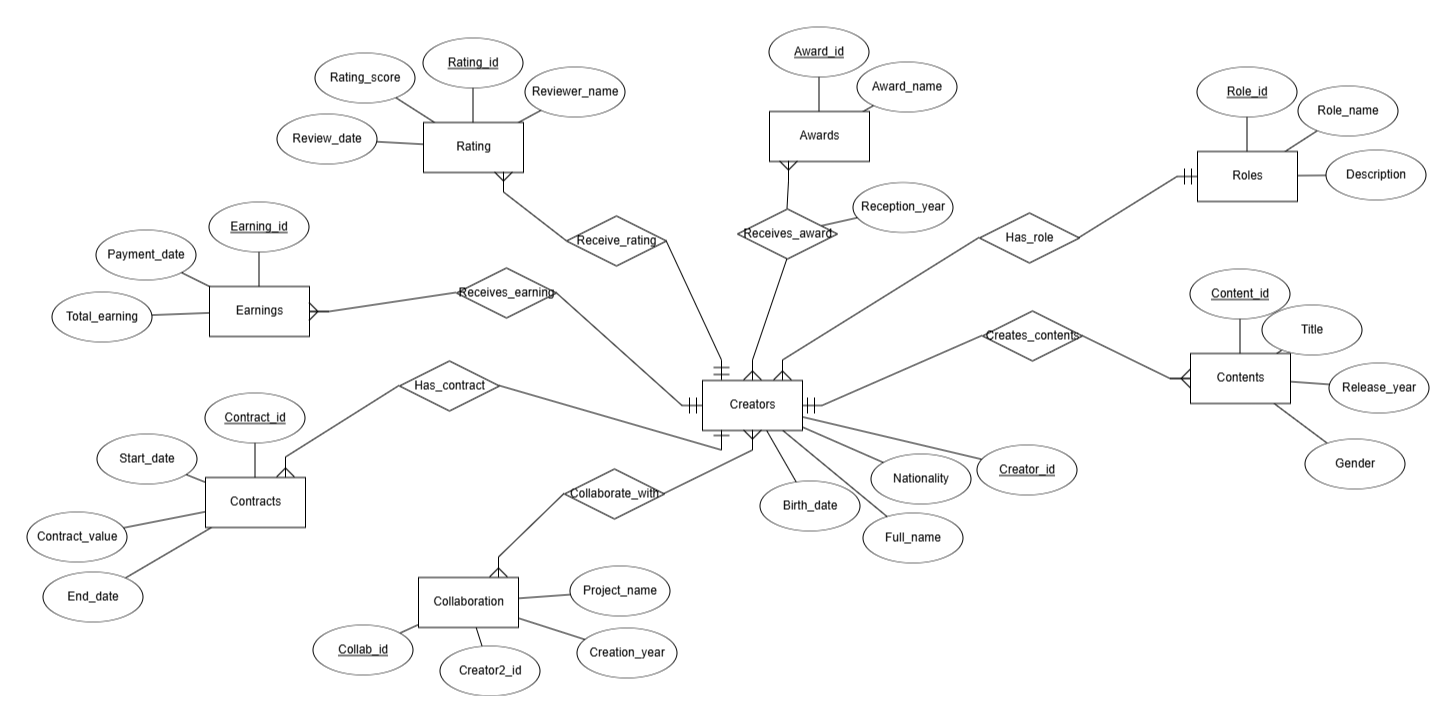 Award_id
Rating_id
Rating_score
Award_name
Reviewer_name
Role_id
Role_name
Awards
Review_date
Rating
Description
Roles
Reception_year
Earning_id
Receives_award
Has_role
Receive_rating
Payment_date
Receives_earning
Content_id
Earnings
Total_earning
Title
Creates_contents
Contents
Has_contract
Release_year
Creators
Contract_id
Start_date
Gender
Creator_id
Nationality
Collaborate_with
Contracts
Birth_date
Contract_value
Full_name
Project_name
End_date
Collaboration
Collab_id
Creation_year
Creator2_id